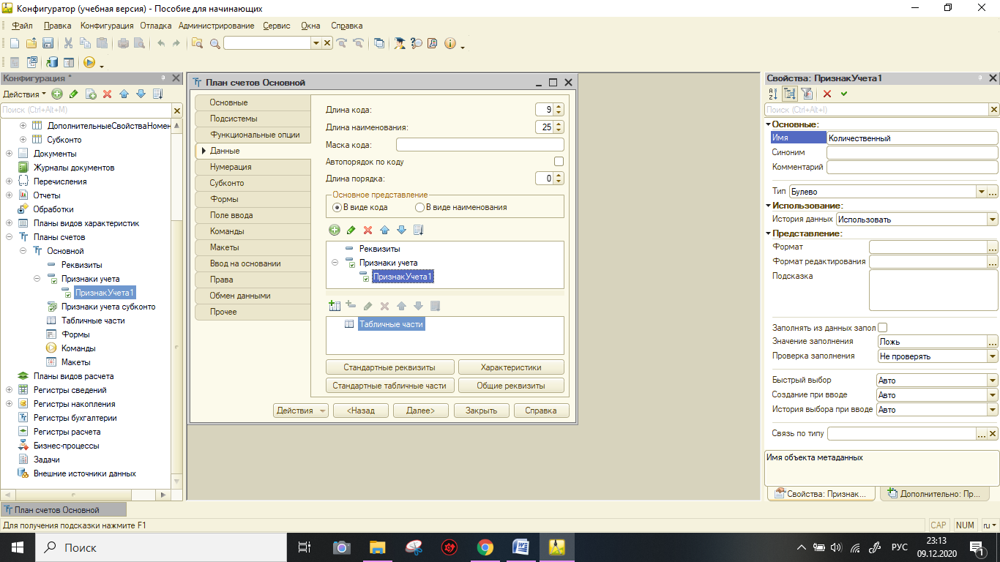 Конфигуратор (учебная версия) - Пособие для начинающих
Файл Правка Конфигурация Отладка Администрирование Сервис Окна Справка
Конфигурация *
Действия
Поиск (Ctrl+Alt+M)
ДополнительныеСвойстваНомен
Субконто
Документы
Журналы документов
Перечисления
Отчеты
Обработки
Планы видов характеристик
Планы счетов
Основной
Реквизиты
Признаки учета
ПризнакУчета1
Признаки учета субконто
Табличные части
Формы
Команды
Макеты
Планы видов расчета
Регистры сведений
Регистры накопления
Регистры бухгалтерии
Регистры расчета
Бизнес-процессы
Задачи
Внешние источники данных
План счетов Основной
Основные
Подсистемы
Функциональные опции
Данные
Нумерация
Субконто
Формы
Поле ввода
Команды
Макеты
Ввод на основании
Права
Обмен данными
Прочее
Длина кода: 9
Длина наименования: 25
Маска кода:
Автопорядок по коду
Длина порядка: 0
Основное представление
В виде кода В виде наименования
Реквизиты
Признаки учета
ПризнакУчета1
Табличные части
Стандартные реквизиты Характеристики
Стандартные табличные части Общие реквизиты
Действия <Назад Далее> Закрыть Справка
Свойства: ПризнакУчета1
Поиск (Ctrl+Alt+I)
Основные:
Имя Количественный
Синоним
Комментарий
Тип Булево
Использование:
История данных Использовать
Представление:
Формат
Формат редактирования
Подсказка
Заполнять из данных запол
Значение заполнения Ложь
Проверка заполнения Не проверять
Быстрый выбор Авто
Создание при вводе Авто
История выбора при вводе Авто
Связь по типу
Имя объекта метаданных
Свойства: Признак... Дополнительно: Пр...
План счетов Основной
Для получения подсказки нажмите F1 CAP NUM ru
Поиск
РУС
23:13
09.12.2020
1